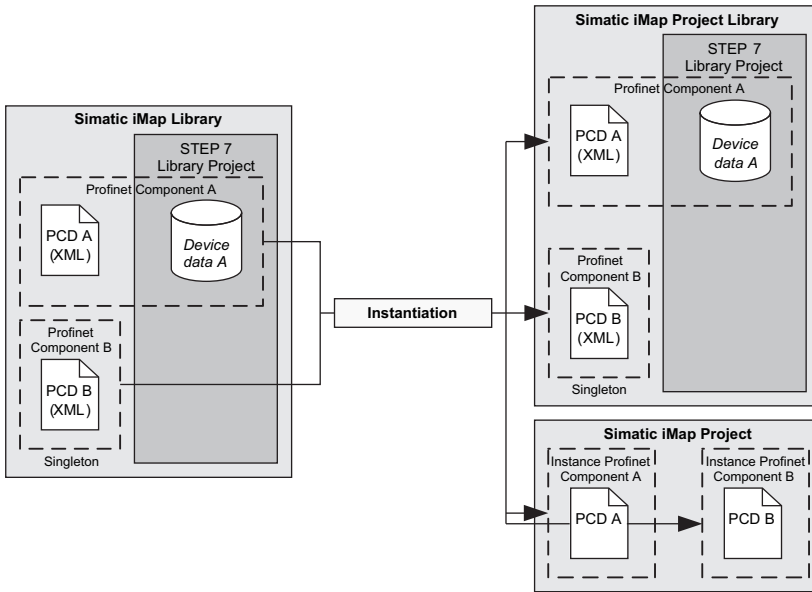 Simatic iMap Library
STEP 7
Library Project
Profinet Component A
PCD A
(XML)
Device
data A
Profinet
Component B
PCD B
(XML)
Singleton
Instantiation
Simatic iMap Project Library
STEP 7
Library Project
Profinet Component A
PCD A
(XML)
Device
data A
Profinet
Component B
PCD B
(XML)
Singleton
Simatic iMap Project
Instance Profinet
Component A
PCD A
Instance Profinet
Component B
PCD B